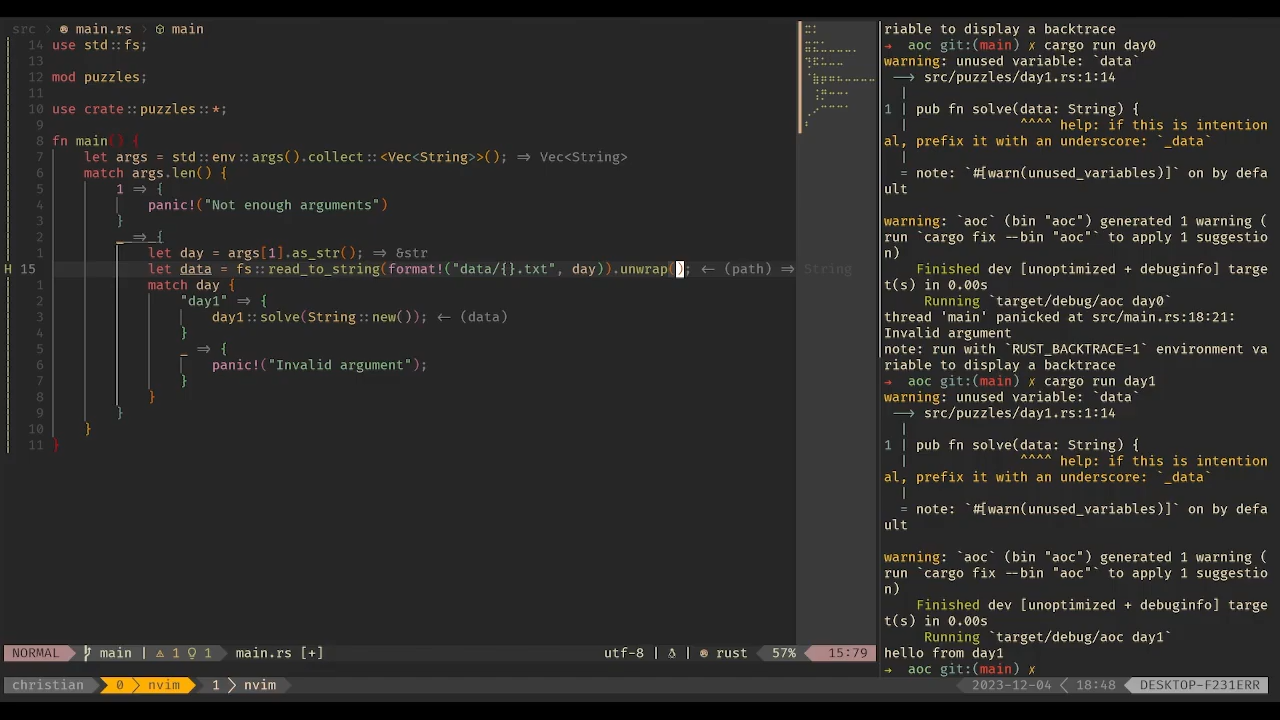 src > main.rs > main
14 use std::fs;
13
12 mod puzzles;
11
10 use crate::puzzles::*;
9
8 fn main() {
7 let args = std::env::args().collect::<Vec<String>>(); => Vec<String>
6 match args.len() {
5 1 => {
4 panic!("Not enough arguments")
3 }
2 _ => {
1 let day = args[1].as_str(); => &str
H 15 let data = fs::read_to_string(format!("data/{}.txt", day)).unwrap(); <- (path) => String
1 match day {
2 "day1" => {
3 day1::solve(String::new()); <- (data)
4 }
5 _ => {
6 panic!("Invalid argument");
7 }
8 }
9 }
10 }
11 }
NORMAL main | ⚠ 1 1 main.rs [+] utf-8 | rust 57% 15:79
christian 0 nvim 1 nvim 2023-12-04 18:48 DESKTOP-F231ERR
riable to display a backtrace
→ aoc git:(main) ✗ cargo run day0
warning: unused variable: `data`
--> src/puzzles/day1.rs:1:14
|
1 | pub fn solve(data: String) {
| ^^^^ help: if this is intention
al, prefix it with an underscore: `_data`
|
= note: `#[warn(unused_variables)]` on by defa
ult
warning: `aoc` (bin "aoc") generated 1 warning (
run `cargo fix --bin "aoc"` to apply 1 suggestio
n)
Finished dev [unoptimized + debuginfo] targe
t(s) in 0.00s
Running `target/debug/aoc day0`
thread 'main' panicked at src/main.rs:18:21:
Invalid argument
note: run with `RUST_BACKTRACE=1` environment va
riable to display a backtrace
→ aoc git:(main) ✗ cargo run day1
warning: unused variable: `data`
--> src/puzzles/day1.rs:1:14
|
1 | pub fn solve(data: String) {
| ^^^^ help: if this is intention
al, prefix it with an underscore: `_data`
|
= note: `#[warn(unused_variables)]` on by defa
ult
warning: `aoc` (bin "aoc") generated 1 warning (
run `cargo fix --bin "aoc"` to apply 1 suggestio
n)
Finished dev [unoptimized + debuginfo] targe
t(s) in 0.00s
Running `target/debug/aoc day1`
hello from day1
→ aoc git:(main) ✗